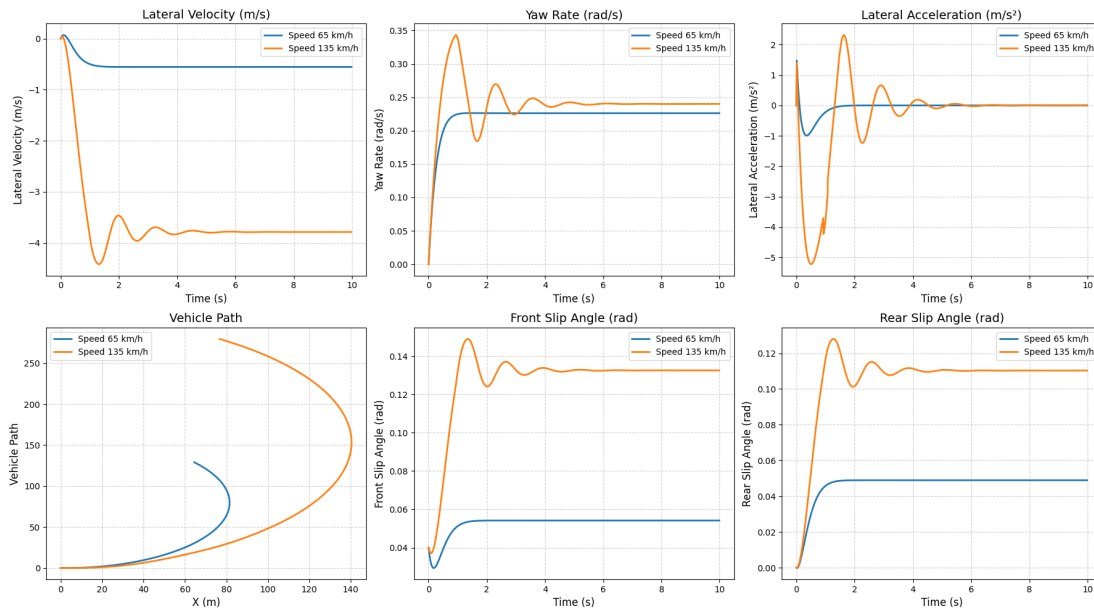 Lateral Velocity (m/s)
Lateral Velocity (m/s)
0
−1
−2
−3
−4
Speed 65 km/h
Speed 135 km/h
0 2 4 6 8 10
Time (s)
Yaw Rate (rad/s)
Yaw Rate (rad/s)
0.35
0.30
0.25
0.20
0.15
0.10
0.05
0.00
Speed 65 km/h
Speed 135 km/h
0 2 4 6 8 10
Time (s)
Lateral Acceleration (m/s²)
Lateral Acceleration (m/s²)
2
1
0
−1
−2
−3
−4
−5
Speed 65 km/h
Speed 135 km/h
0 2 4 6 8 10
Time (s)
Vehicle Path
Vehicle Path
250
200
150
100
50
0
Speed 65 km/h
Speed 135 km/h
0 20 40 60 80 100 120 140
X (m)
Front Slip Angle (rad)
Front Slip Angle (rad)
0.14
0.12
0.10
0.08
0.06
0.04
Speed 65 km/h
Speed 135 km/h
0 2 4 6 8 10
Time (s)
Rear Slip Angle (rad)
Rear Slip Angle (rad)
0.12
0.10
0.08
0.06
0.04
0.02
0.00
Speed 65 km/h
Speed 135 km/h
0 2 4 6 8 10
Time (s)